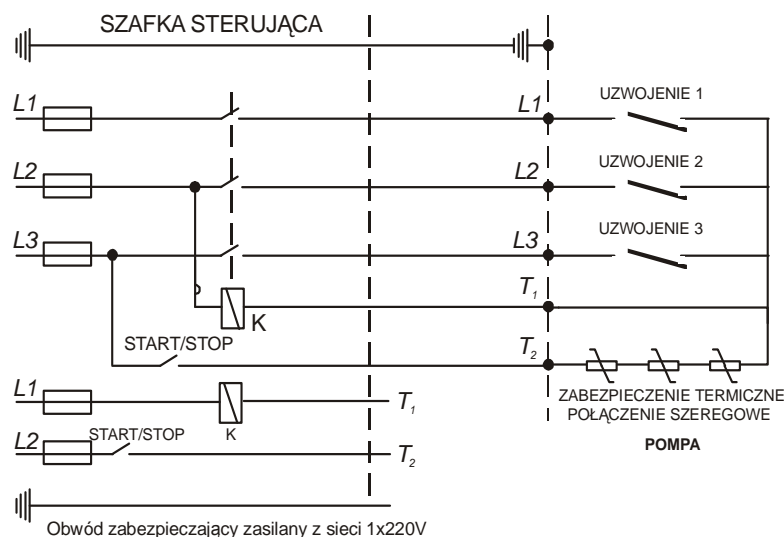 SZAFKA STERUJĄCA
L1
L1
UZWOJENIE 1
L2
L2
UZWOJENIE 2
L3
L3
UZWOJENIE 3
T1
K
START/STOP
T2
L1
T1
K
ZABEZPIECZENIE TERMICZNE
POŁĄCZENIE SZEREGOWE
L2
START/STOP
T2
POMPA
Obwód zabezpieczający zasilany z sieci 1x220V